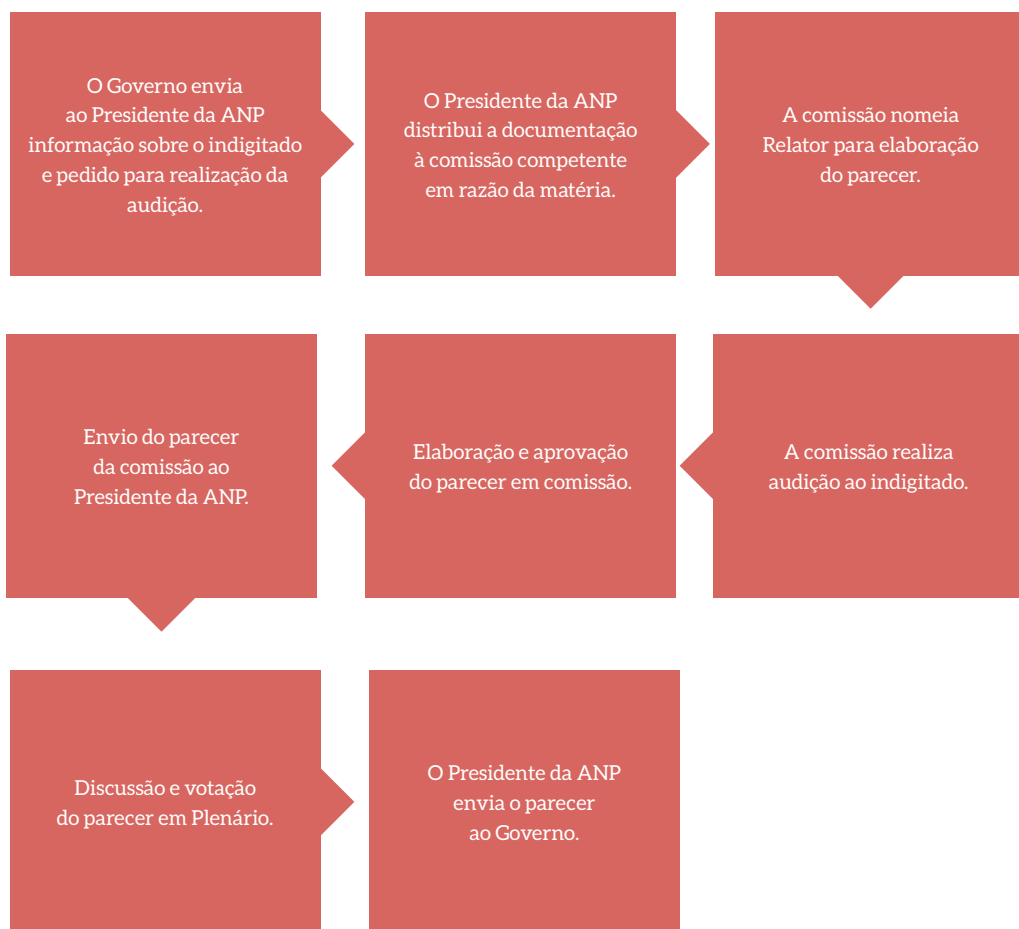 O Governo envia
ao Presidente da ANP
informação sobre o indigitado
e pedido para realização da
audição.
O Presidente da ANP
distribui a documentação
à comissão competente
em razão da matéria.
A comissão nomeia
Relator para elaboração
do parecer.
A comissão realiza
audição ao indigitado.
Elaboração e aprovação
do parecer em comissão.
Envio do parecer
da comissão ao
Presidente da ANP.
Discussão e votação
do parecer em Plenário.
O Presidente da ANP
envia o parecer
ao Governo.